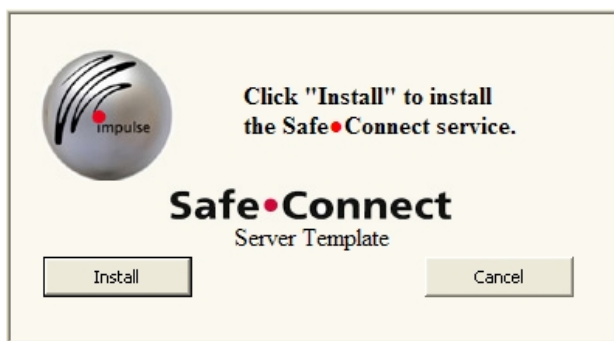 impulse
Click "Install" to install
the Safe•Connect service.
Safe•Connect
Server Template
Install
Cancel